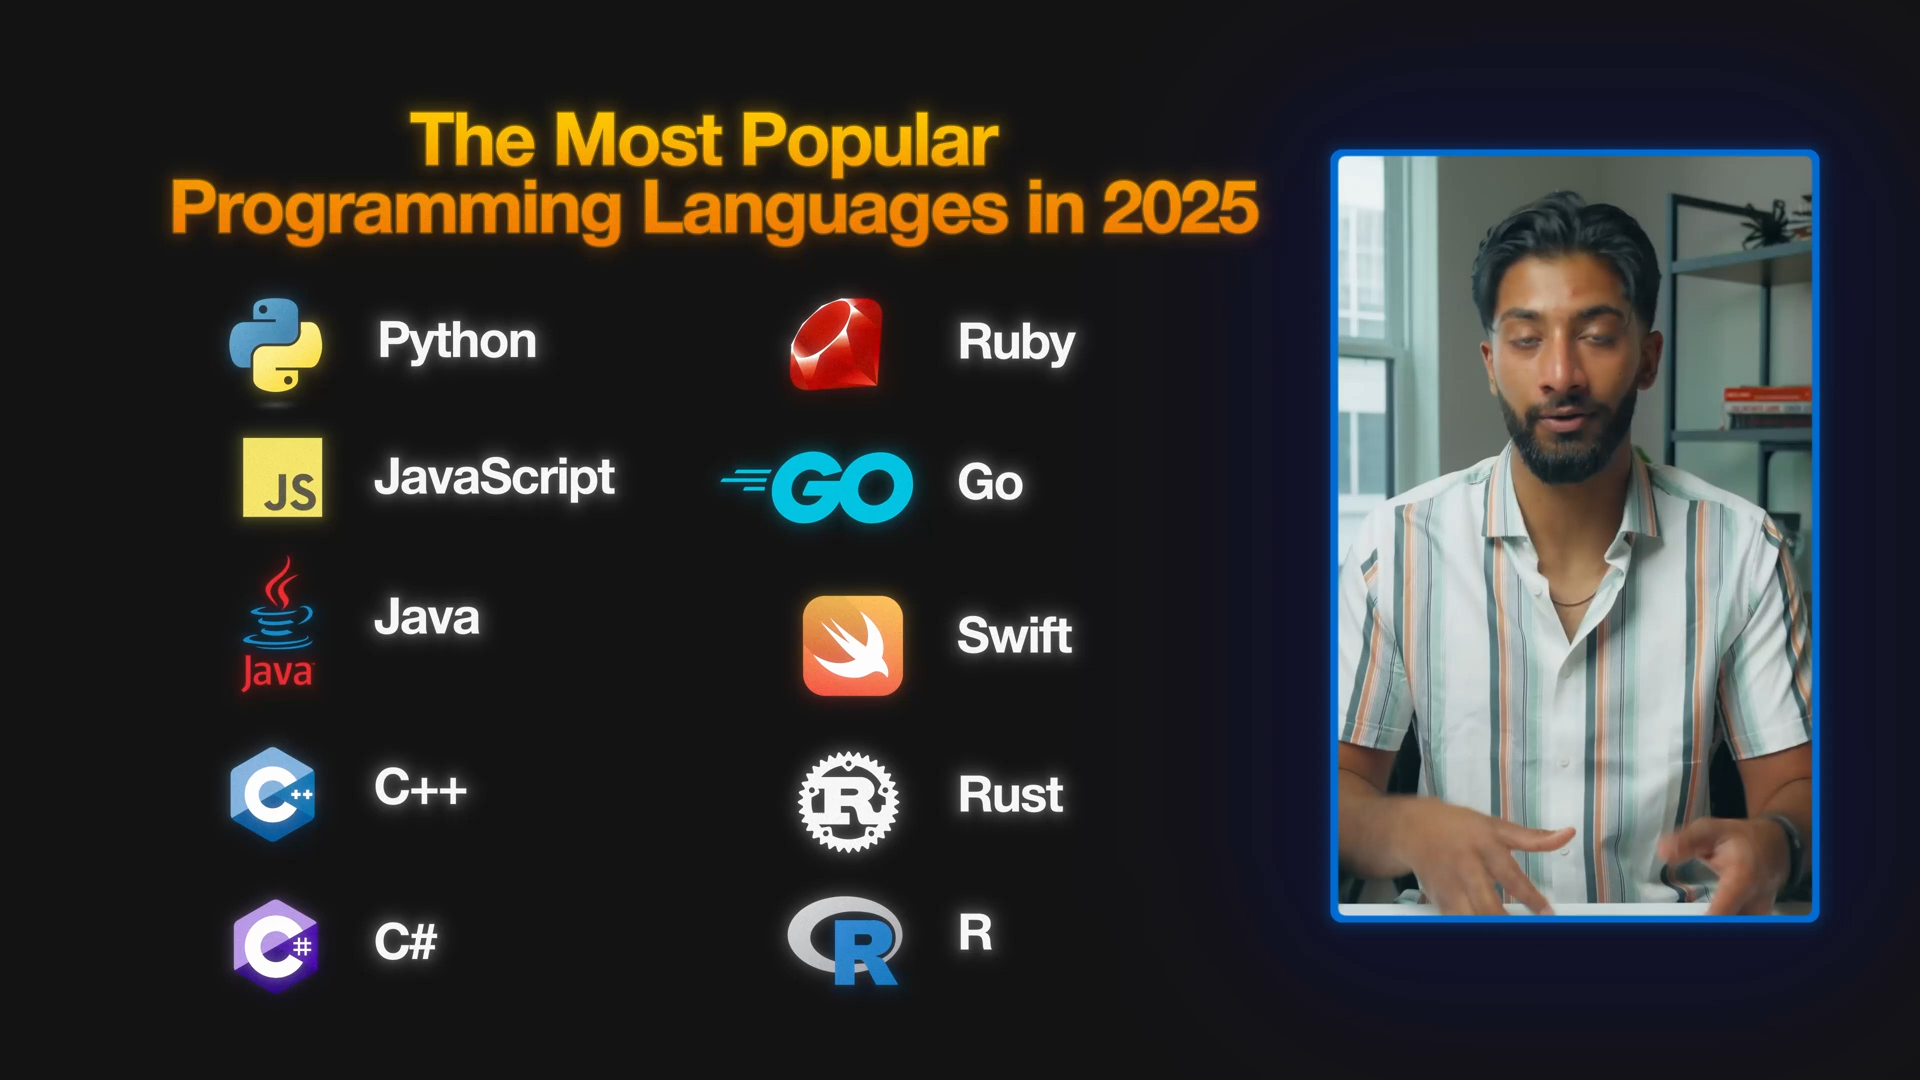 The Most Popular
Programming Languages in 2025
Python
JS
JavaScript
Java
Java
C++
C++
C#
C#
Ruby
GO
Go
Swift
R
Rust
R
R